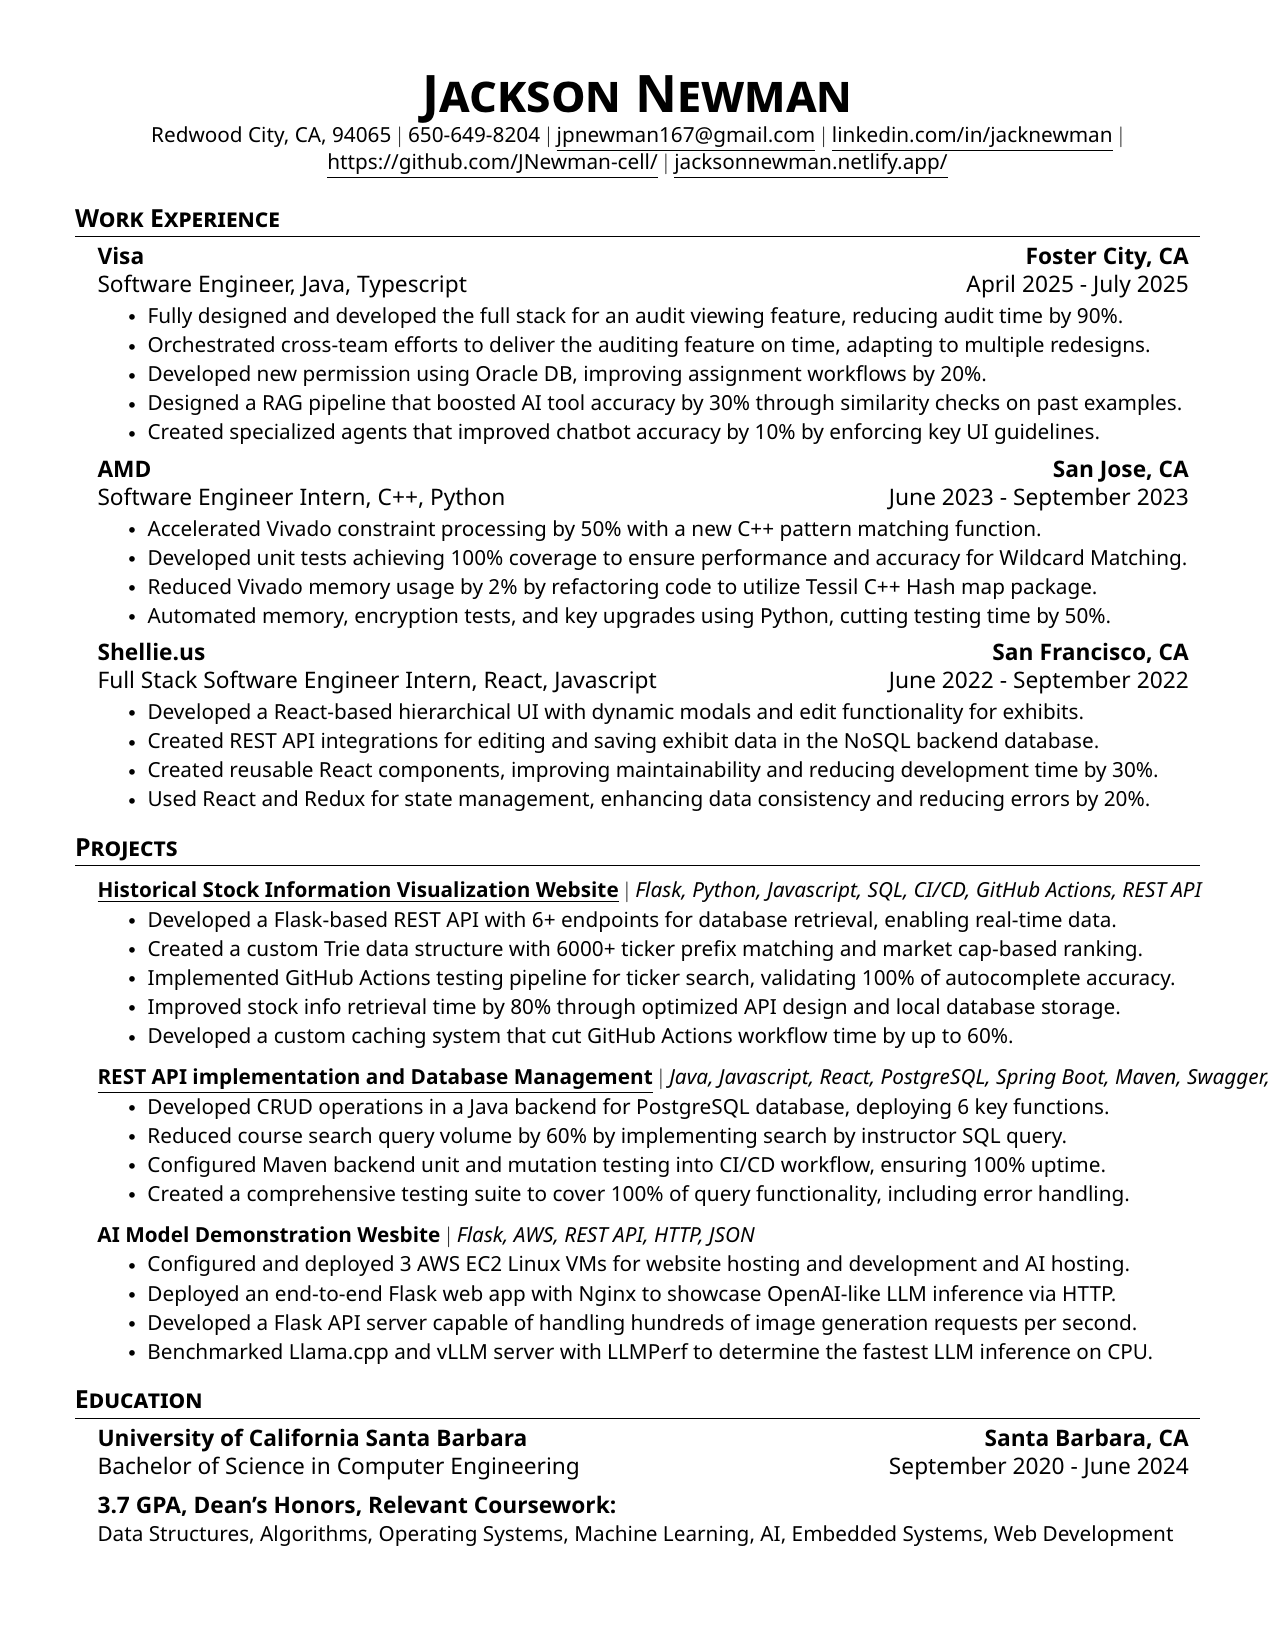 Jackson Newman
Redwood City, CA, 94065 | 650-649-8204 | jpnewman167@gmail.com | linkedin.com/in/jacknewman |
https://github.com/JNewman-cell/ | jacksonnewman.netlify.app/
Work Experience
Visa Foster City, CA
Software Engineer, Java, Typescript April 2025 - July 2025
• Fully designed and developed the full stack for an audit viewing feature, reducing audit time by 90%.
• Orchestrated cross-team efforts to deliver the auditing feature on time, adapting to multiple redesigns.
• Developed new permission using Oracle DB, improving assignment workflows by 20%.
• Designed a RAG pipeline that boosted AI tool accuracy by 30% through similarity checks on past examples.
• Created specialized agents that improved chatbot accuracy by 10% by enforcing key UI guidelines.
AMD San Jose, CA
Software Engineer Intern, C++, Python June 2023 - September 2023
• Accelerated Vivado constraint processing by 50% with a new C++ pattern matching function.
• Developed unit tests achieving 100% coverage to ensure performance and accuracy for Wildcard Matching.
• Reduced Vivado memory usage by 2% by refactoring code to utilize Tessil C++ Hash map package.
• Automated memory, encryption tests, and key upgrades using Python, cutting testing time by 50%.
Shellie.us San Francisco, CA
Full Stack Software Engineer Intern, React, Javascript June 2022 - September 2022
• Developed a React-based hierarchical UI with dynamic modals and edit functionality for exhibits.
• Created REST API integrations for editing and saving exhibit data in the NoSQL backend database.
• Created reusable React components, improving maintainability and reducing development time by 30%.
• Used React and Redux for state management, enhancing data consistency and reducing errors by 20%.
Projects
Historical Stock Information Visualization Website | Flask, Python, Javascript, SQL, CI/CD, GitHub Actions, REST API
• Developed a Flask-based REST API with 6+ endpoints for database retrieval, enabling real-time data.
• Created a custom Trie data structure with 6000+ ticker prefix matching and market cap-based ranking.
• Implemented GitHub Actions testing pipeline for ticker search, validating 100% of autocomplete accuracy.
• Improved stock info retrieval time by 80% through optimized API design and local database storage.
• Developed a custom caching system that cut GitHub Actions workflow time by up to 60%.
REST API implementation and Database Management | Java, Javascript, React, PostgreSQL, Spring Boot, Maven, Swagger,
• Developed CRUD operations in a Java backend for PostgreSQL database, deploying 6 key functions.
• Reduced course search query volume by 60% by implementing search by instructor SQL query.
• Configured Maven backend unit and mutation testing into CI/CD workflow, ensuring 100% uptime.
• Created a comprehensive testing suite to cover 100% of query functionality, including error handling.
AI Model Demonstration Wesbite | Flask, AWS, REST API, HTTP, JSON
• Configured and deployed 3 AWS EC2 Linux VMs for website hosting and development and AI hosting.
• Deployed an end-to-end Flask web app with Nginx to showcase OpenAI-like LLM inference via HTTP.
• Developed a Flask API server capable of handling hundreds of image generation requests per second.
• Benchmarked Llama.cpp and vLLM server with LLMPerf to determine the fastest LLM inference on CPU.
Education
University of California Santa Barbara Santa Barbara, CA
Bachelor of Science in Computer Engineering September 2020 - June 2024
3.7 GPA, Dean’s Honors, Relevant Coursework:
Data Structures, Algorithms, Operating Systems, Machine Learning, AI, Embedded Systems, Web Development